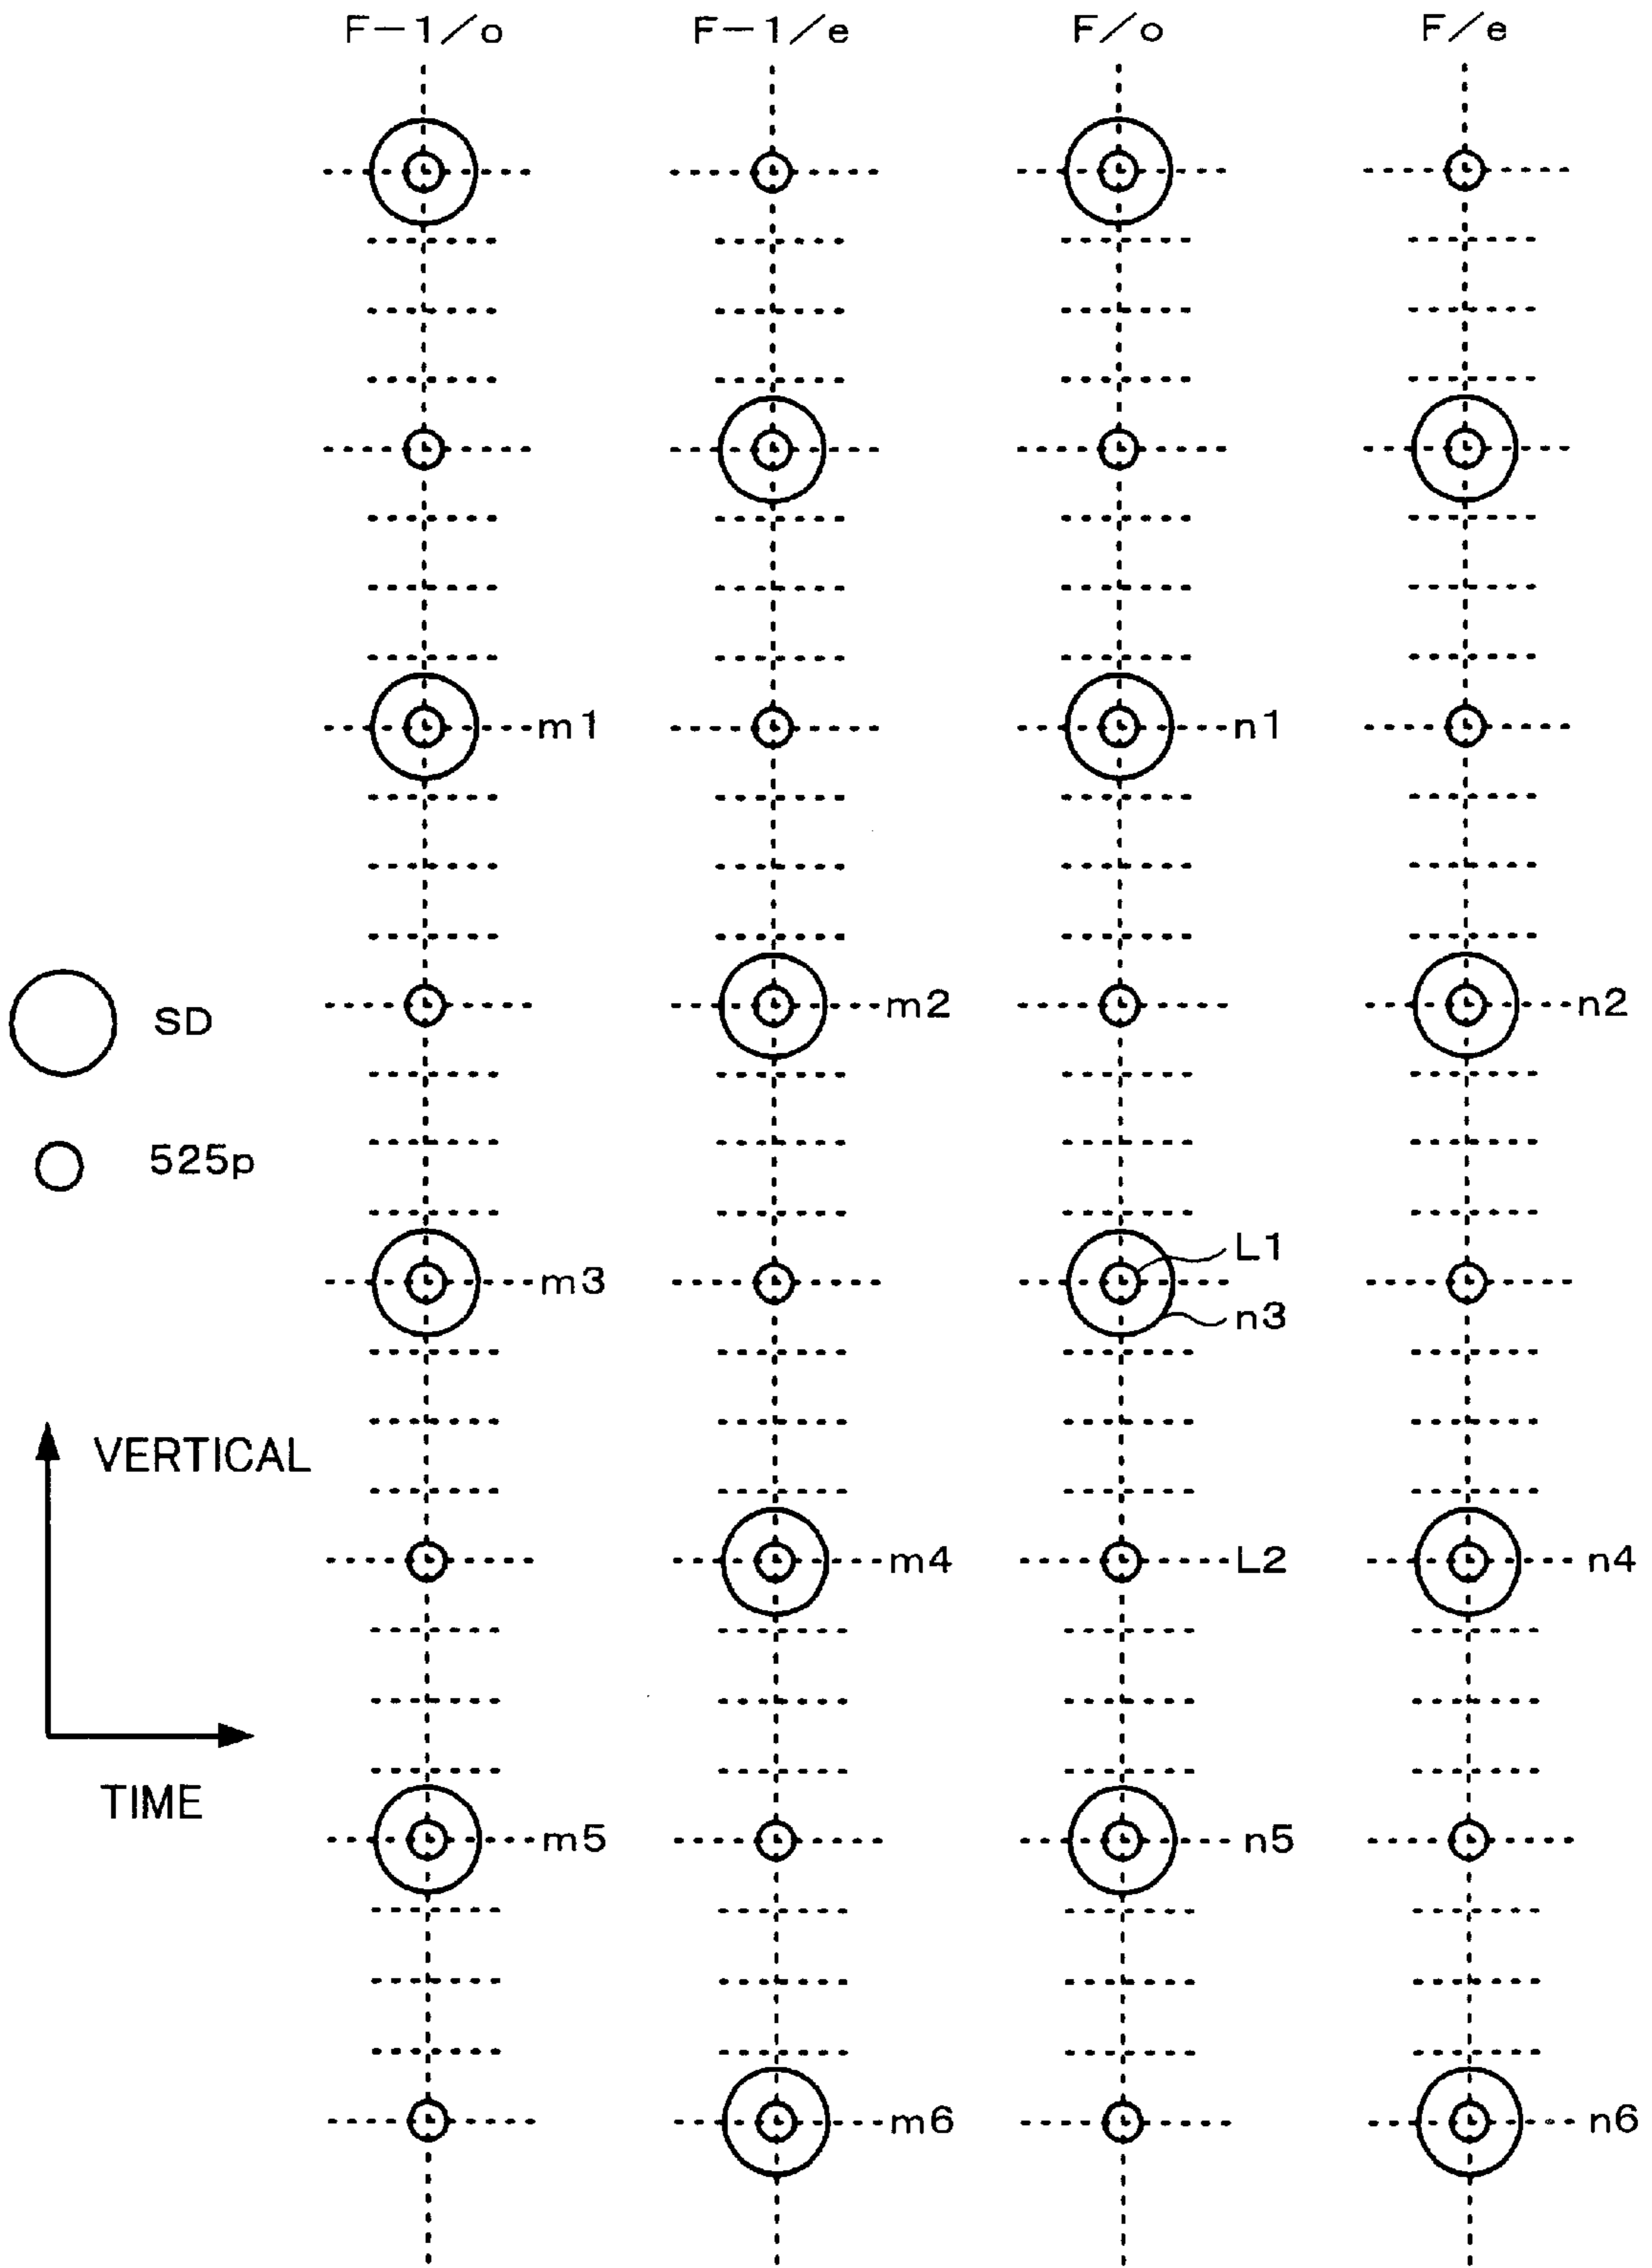 F-1/o F-1/e F/o F/e
m1 n1
m2 n2
SD
525p
L1
m3
n3
VERTICAL
m4 L2 n4
TIME
m5 n5
m6 n6